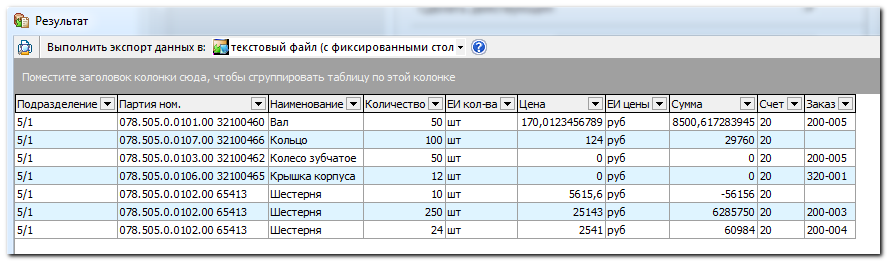 Результат
Выполнить экспорт данных в: текстовый файл (с фиксированными стол
Поместите заголовок колонки сюда, чтобы сгруппировать таблицу по этой колонке
Подразделение Партия ном. Наименование Количество ЕИ кол-ва Цена ЕИ цены Сумма Счет Заказ
5/1 078.505.0.0101.00 32100460 Вал 50 шт 170,0123456789 руб 8500,617283945 20 200-005
5/1 078.505.0.0107.00 32100466 Кольцо 100 шт 124 руб 29760 20
5/1 078.505.0.0103.00 32100462 Колесо зубчатое 50 шт 0 руб 0 20 200-005
5/1 078.505.0.0106.00 32100465 Крышка корпуса 12 шт 0 руб 0 20 320-001
5/1 078.505.0.0102.00 65413 Шестерня 10 шт 5615,6 руб -56156 20
5/1 078.505.0.0102.00 65413 Шестерня 250 шт 25143 руб 6285750 20 200-003
5/1 078.505.0.0102.00 65413 Шестерня 24 шт 2541 руб 60984 20 200-004